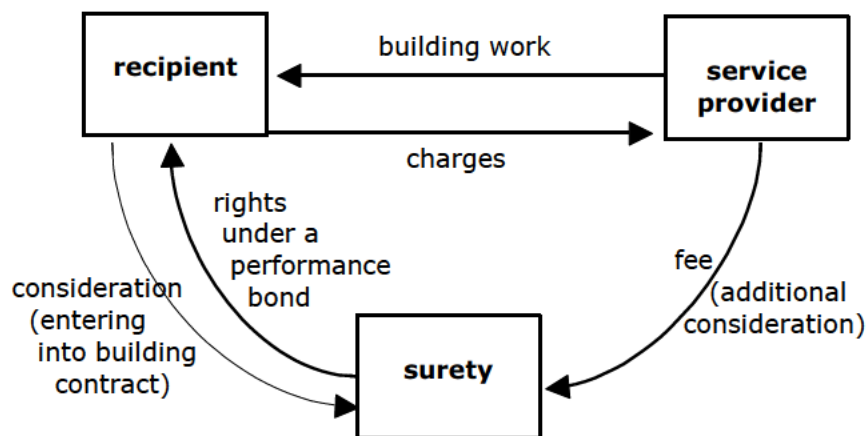 recipient
building work
service
provider
charges
rights
under a
performance
bond
consideration
(entering
into building
contract)
fee
(additional
consideration)
surety